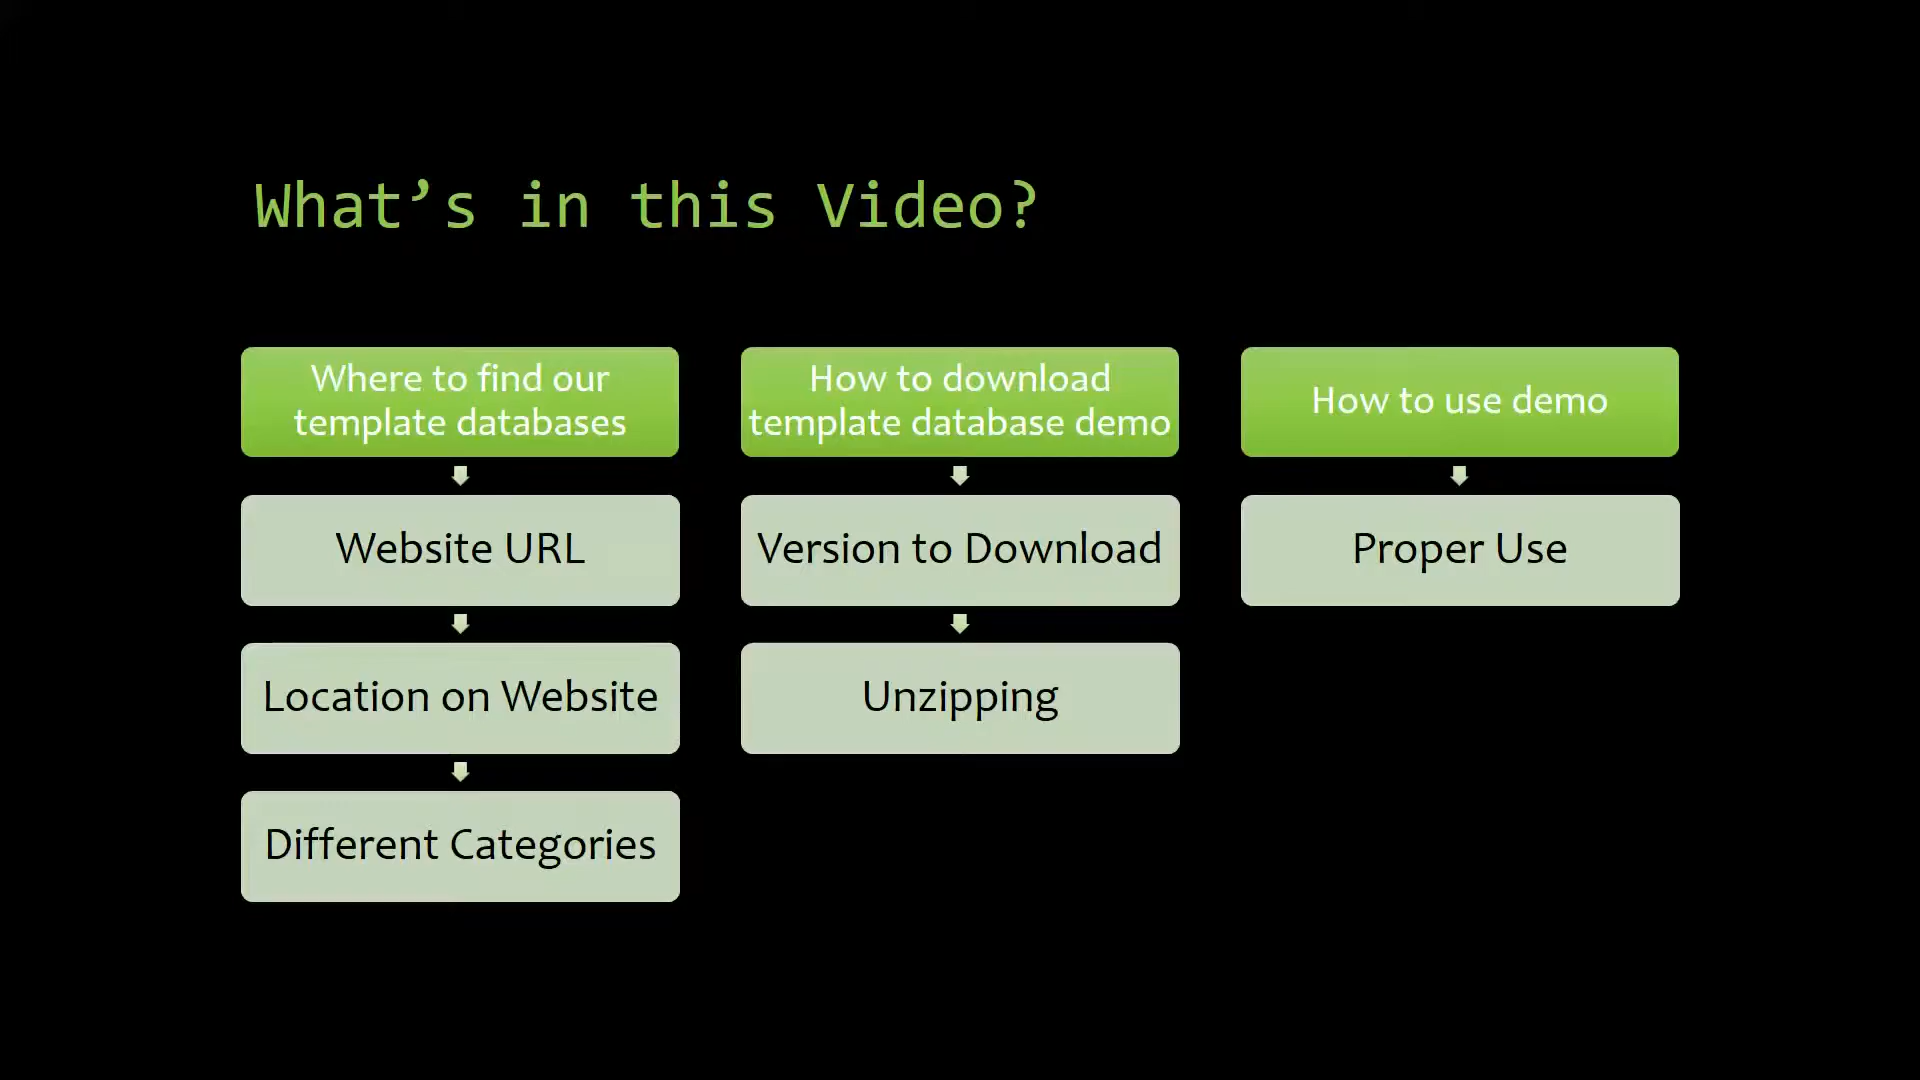 What’s in this Video?
Where to find our
template databases
Website URL
Location on Website
Different Categories
How to download
template database demo
Version to Download
Unzipping
How to use demo
Proper Use